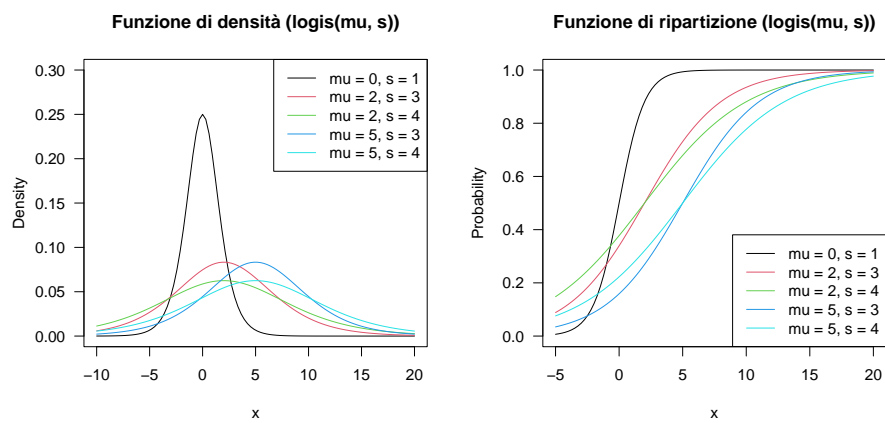 Funzione di densità (logis(mu, s))
0.30
0.25
0.20
0.15
0.10
0.05
0.00
Density
mu = 0, s = 1
mu = 2, s = 3
mu = 2, s = 4
mu = 5, s = 3
mu = 5, s = 4
−10
−5
0
5
10
15
20
x
Funzione di ripartizione (logis(mu, s))
1.0
0.8
0.6
0.4
0.2
0.0
Probability
mu = 0, s = 1
mu = 2, s = 3
mu = 2, s = 4
mu = 5, s = 3
mu = 5, s = 4
−5
0
5
10
15
20
x